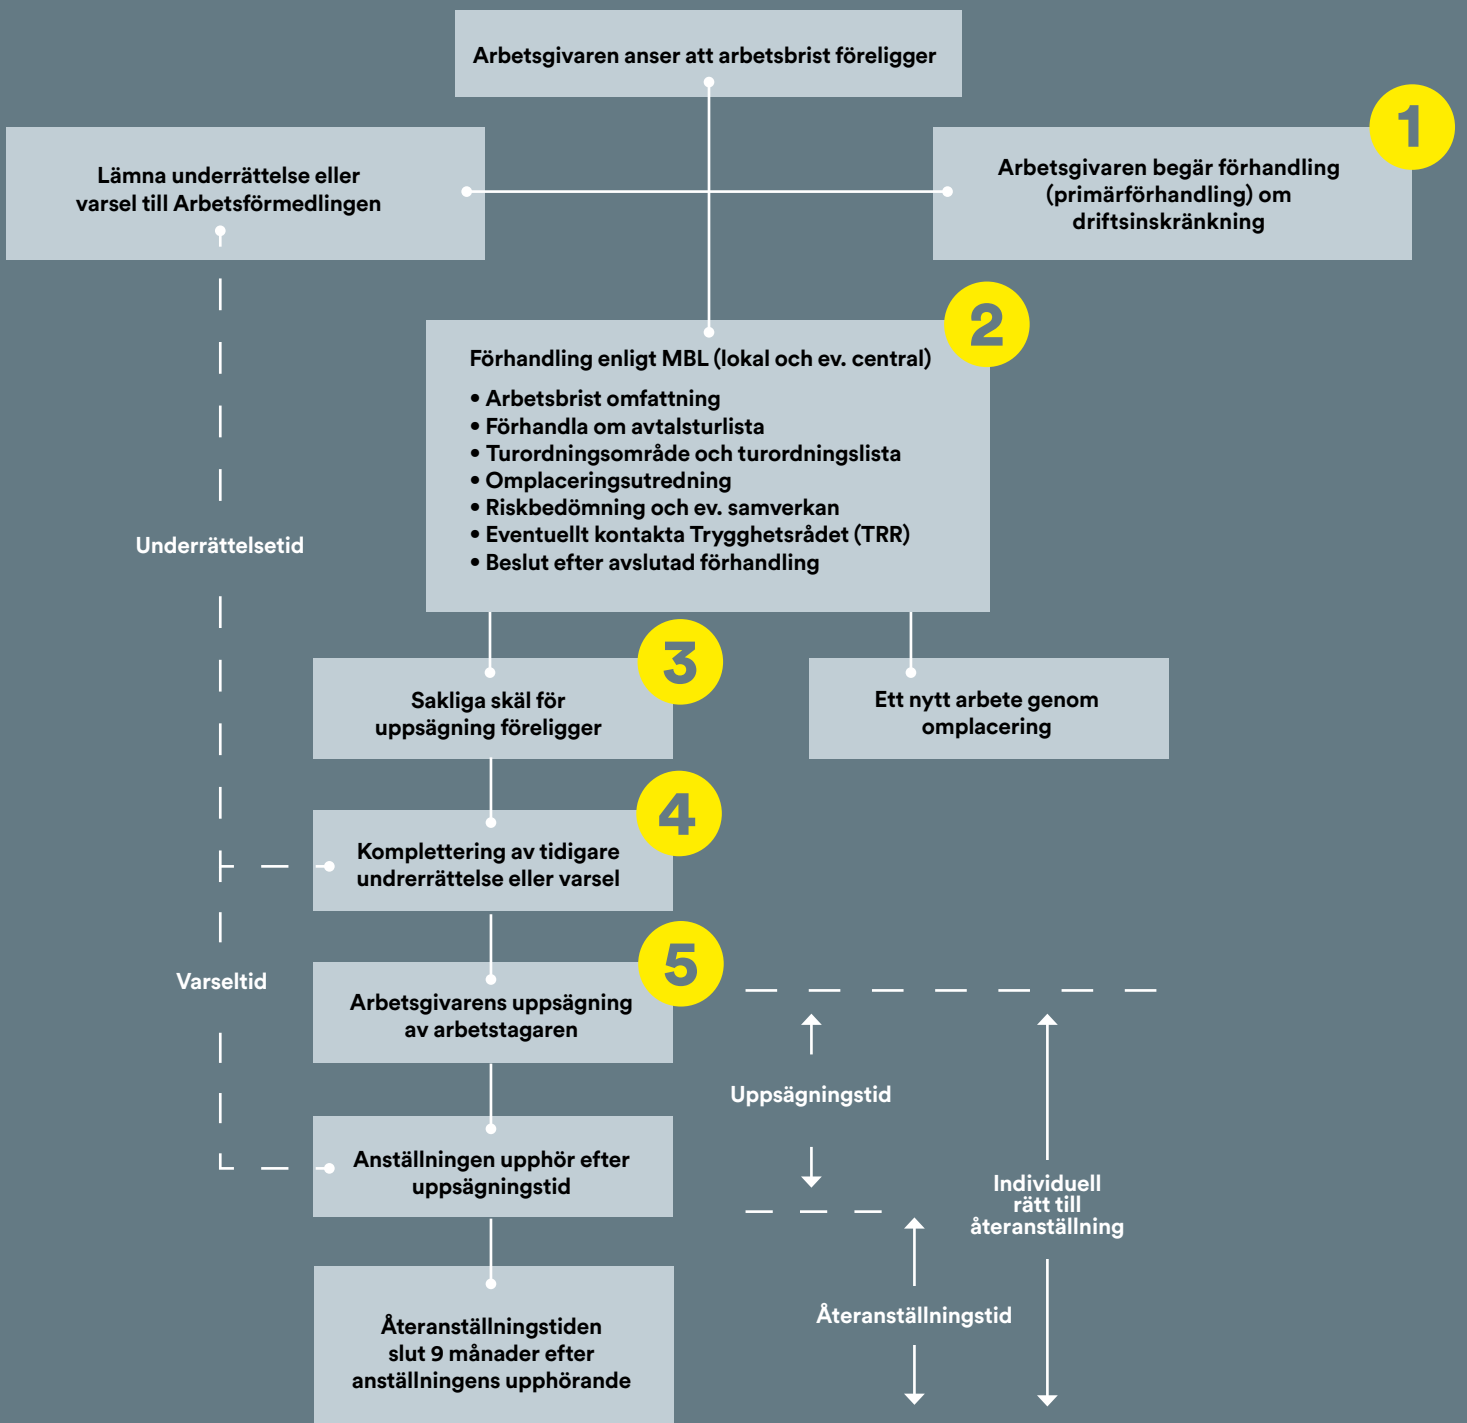 Arbetsgivaren anser att arbetsbrist föreligger
1
Lämna underrättelse eller
varsel till Arbetsförmedlingen
Arbetsgivaren begär förhandling
(primärförhandling) om
driftsinskränkning
2
Förhandling enligt MBL (lokal och ev. central)
• Arbetsbrist omfattning
• Förhandla om avtalsturlista
• Turordningsområde och turordningslista
• Omplaceringsutredning
• Riskbedömning och ev. samverkan
• Eventuellt kontakta Trygghetsrådet (TRR)
• Beslut efter avslutad förhandling
Underrättelsetid
3
Sakliga skäl för
uppsägning föreligger
Ett nytt arbete genom
omplacering
4
Komplettering av tidigare
undrerrättelse eller varsel
Varseltid
5
Arbetsgivarens uppsägning
av arbetstagaren
Uppsägningstid
Anställningen upphör efter
uppsägningstid
Individuell
rätt till
återanställning
Återanställningstid
Återanställningstiden
slut 9 månader efter
anställningens upphörande